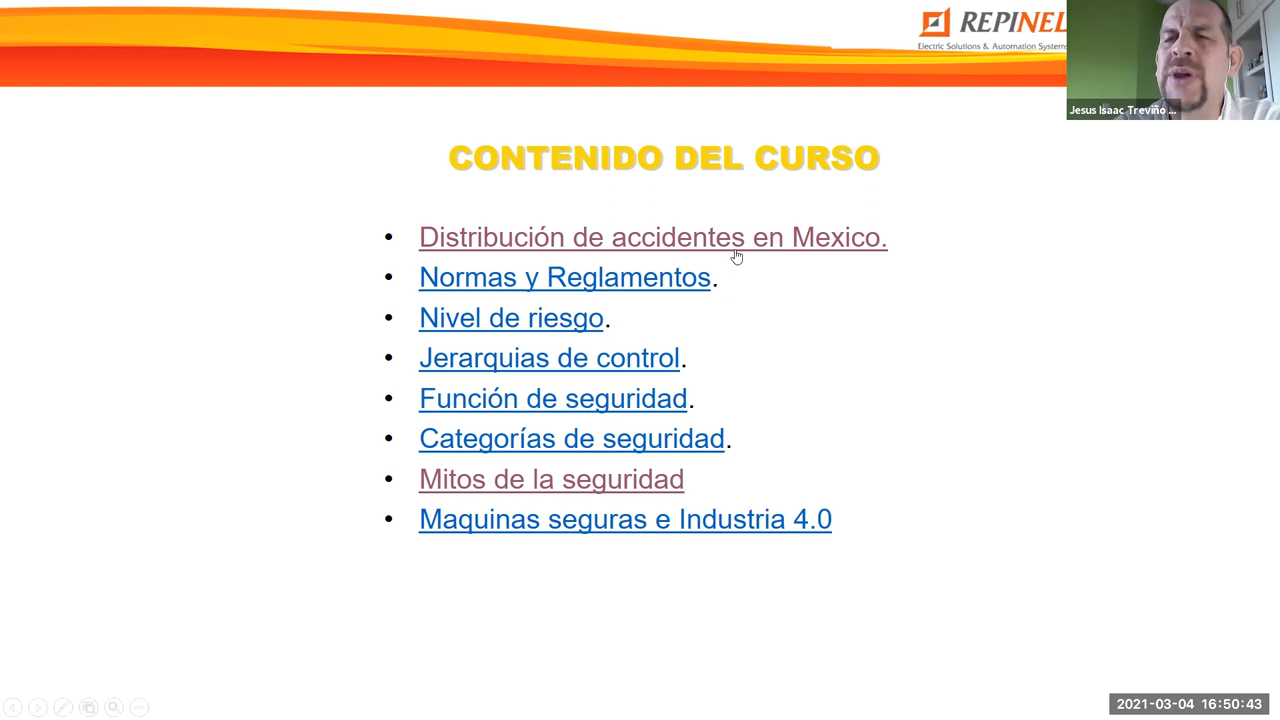 REPINEL
Electric Solutions & Automation Systems
Jesus Isaac Treviño ...
CONTENIDO DEL CURSO
• Distribución de accidentes en Mexico.
• Normas y Reglamentos.
• Nivel de riesgo.
• Jerarquias de control.
• Función de seguridad.
• Categorías de seguridad.
• Mitos de la seguridad
• Maquinas seguras e Industria 4.0
2021-03-04 16:50:43